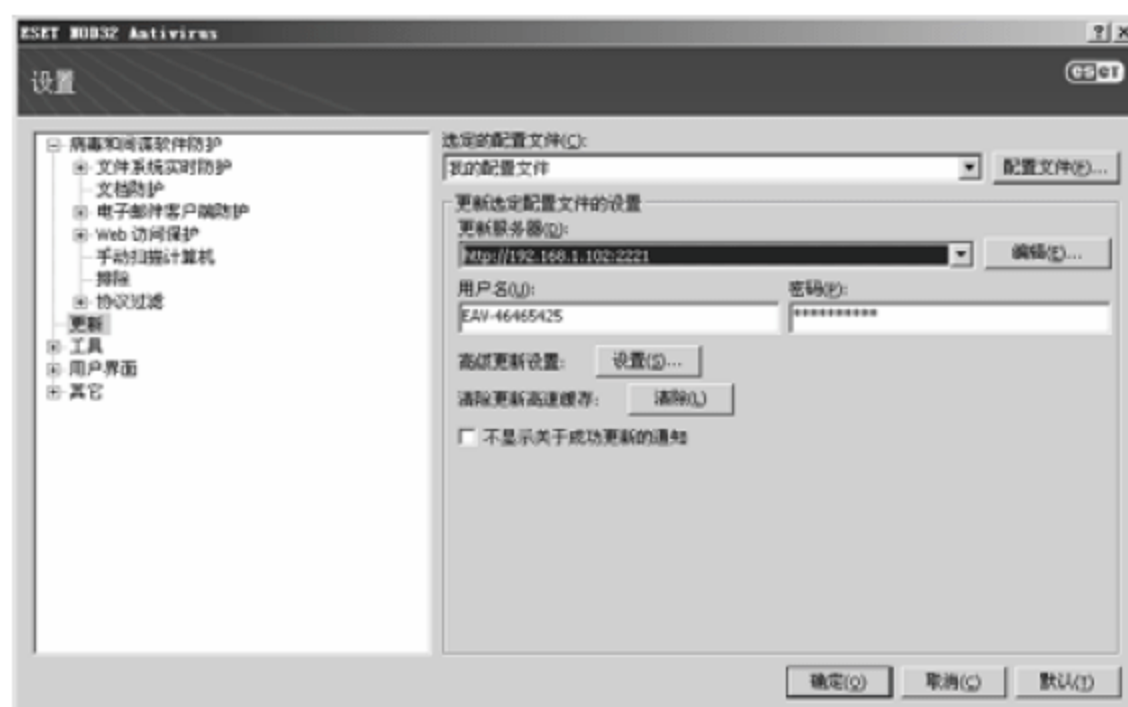 ESET NOD32 Antivirus
设置
eseT
病毒和间谍软件防护
文件系统实时防护
文档防护
电子邮件客户端防护
Web 访问保护
手动扫描计算机
排除
协议过滤
更新
工具
用户界面
其它
选定的配置文件(C):
我的配置文件
配置文件(F)...
更新选定配置文件的设置
更新服务器(D):
http://192.168.1.102:2221
编辑(E)...
用户名(U):
密码(P):
EAV-46465425
**********
高级更新设置:
设置(S)...
清除更新高速缓存:
清除(L)
不显示关于成功更新的通知
确定(O)
取消(C)
默认(T)